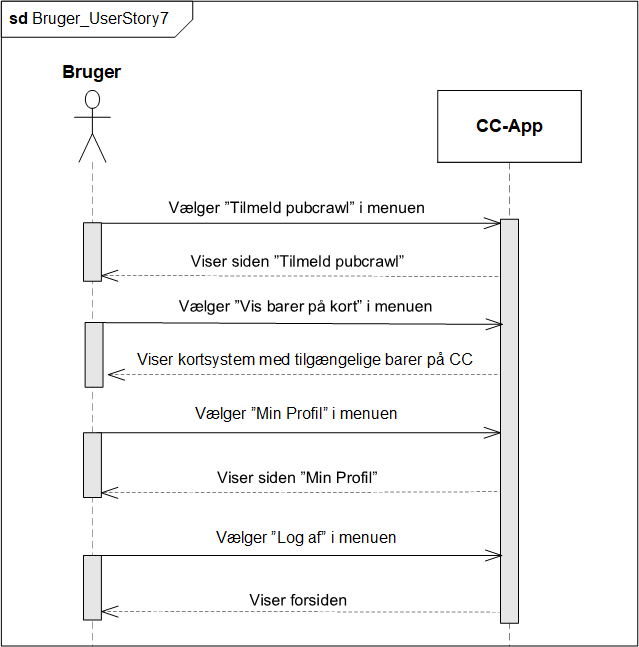 sd Bruger_UserStory7
Bruger
CC-App
Vælger ”Tilmeld pubcrawl” i menuen
Viser siden ”Tilmeld pubcrawl”
Vælger ”Vis barer på kort” i menuen
Viser kortsystem med tilgængelige barer på CC
Vælger ”Min Profil” i menuen
Viser siden ”Min Profil”
Vælger ”Log af” i menuen
Viser forsiden